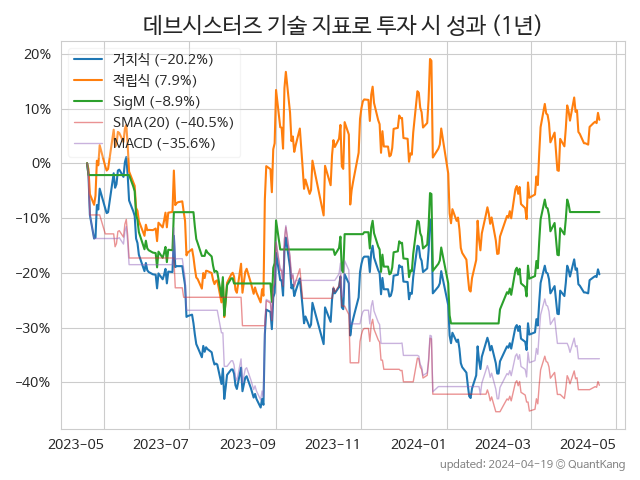 데브시스터즈 기술 지표로 투자 시 성과 (1년)
거치식 (−20.2%)
적립식 (7.9%)
SigM (−8.9%)
SMA(20) (−40.5%)
MACD (−35.6%)
20%
10%
0%
−10%
−20%
−30%
−40%
2023−05 2023−07 2023−09 2023−11 2024−01 2024−03 2024−05
updated: 2024−04−19 © QuantKang